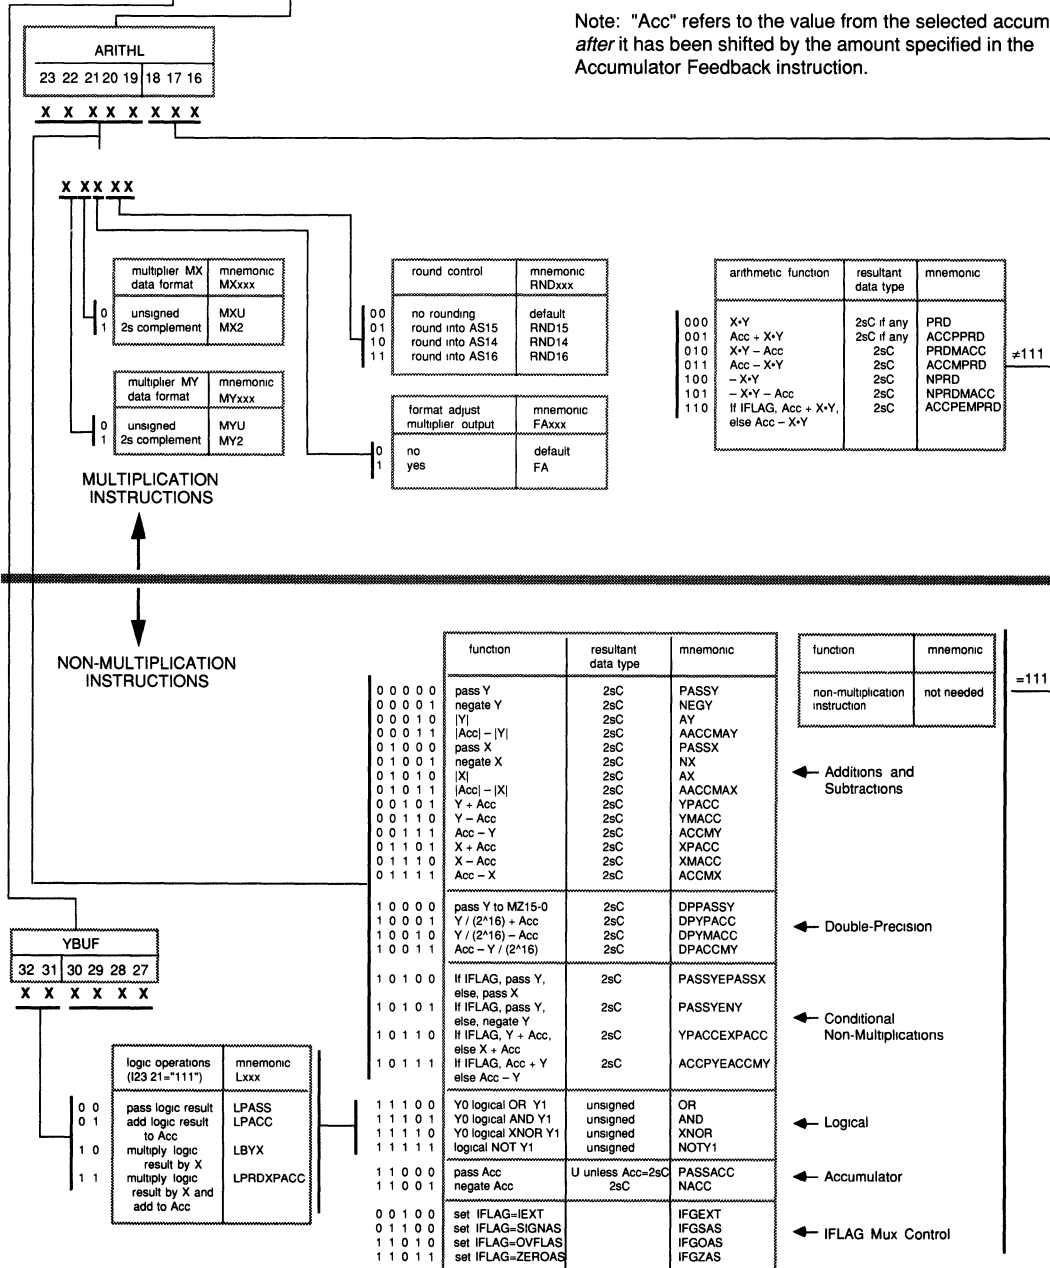 Note: "Acc" refers to the value from the selected accum
after it has been shifted by the amount specified in the
Accumulator Feedback instruction.
ARITHL
23 22 21 20 19 18 17 16
X X X X X X X X
X X X X X
multiplier MX data format mnemonic MXxxx
0 unsigned MXU
1 2s complement MX2
multiplier MY data format mnemonic MYxxx
0 unsigned MYU
1 2s complement MY2
round control mnemonic RNDxxx
00 no rounding default
01 round into AS15 RND15
10 round into AS14 RND14
11 round into AS16 RND16
format adjust multiplier output mnemonic FAxxx
0 no default
1 yes FA
arithmetic function resultant data type mnemonic
000 X•Y 2sC if any PRD
001 Acc + X•Y 2sC if any ACCPPRD
010 X•Y – Acc 2sC PRDMACC
011 Acc – X•Y 2sC ACCMPRD
100 – X•Y 2sC NPRD
101 – X•Y – Acc 2sC NPRDMACC
110 If IFLAG, Acc + X•Y, 2sC ACCPEMPRD
else Acc – X•Y
≠111
MULTIPLICATION
INSTRUCTIONS
NON-MULTIPLICATION
INSTRUCTIONS
function resultant data type mnemonic
0 0 0 0 0 pass Y 2sC PASSY
0 0 0 0 1 negate Y 2sC NEGY
0 0 0 1 0 |Y| 2sC AY
0 0 0 1 1 |Acc| – |Y| 2sC AACCMAY
0 1 0 0 0 pass X 2sC PASSX
0 1 0 0 1 negate X 2sC NX
0 1 0 1 0 |X| 2sC AX
0 1 0 1 1 |Acc| – |X| 2sC AACCMAX
0 0 1 0 1 Y + Acc 2sC YPACC
0 0 1 1 0 Y – Acc 2sC YMACC
0 0 1 1 1 Acc – Y 2sC ACCMY
0 1 1 0 1 X + Acc 2sC XPACC
0 1 1 1 0 X – Acc 2sC XMACC
0 1 1 1 1 Acc – X 2sC ACCMX
Additions and
Subtractions
1 0 0 0 0 pass Y to MZ15-0 2sC DPPASSY
1 0 0 0 1 Y / (2^16) + Acc 2sC DPYPACC
1 0 0 1 0 Y / (2^16) – Acc 2sC DPYMACC
1 0 0 1 1 Acc – Y / (2^16) 2sC DPACCMY
Double-Precision
1 0 1 0 0 If IFLAG, pass Y, 2sC PASSYEPASSX
else, pass X
1 0 1 0 1 If IFLAG, pass Y, 2sC PASSYENY
else, negate Y
1 0 1 1 0 If IFLAG, Y + Acc, 2sC YPACCEXPACC
else X + Acc
1 0 1 1 1 If IFLAG, Acc + Y 2sC ACCPYEACCMY
else Acc – Y
Conditional
Non-Multiplications
1 1 1 0 0 Y0 logical OR Y1 unsigned OR
1 1 1 0 1 Y0 logical AND Y1 unsigned AND
1 1 1 1 0 Y0 logical XNOR Y1 unsigned XNOR
1 1 1 1 1 logical NOT Y1 unsigned NOTY1
Logical
1 1 0 0 0 pass Acc U unless Acc=2sC PASSACC
1 1 0 0 1 negate Acc 2sC NACC
Accumulator
0 0 1 0 0 set IFLAG=IEXT IFGEXT
0 1 1 0 0 set IFLAG=SIGNAS IFGSAS
1 1 0 1 0 set IFLAG=OVFLAS IFGOAS
1 1 0 1 1 set IFLAG=ZEROAS IFGZAS
IFLAG Mux Control
function mnemonic
non-multiplication instruction not needed
=111
YBUF
32 31 30 29 28 27
X X X X X X
logic operations (I23 21="111") mnemonic Lxxx
0 0 pass logic result LPASS
0 1 add logic result to Acc LPACC
1 0 multiply logic result by X LBYX
1 1 multiply logic result by X and add to Acc LPRDXPACC